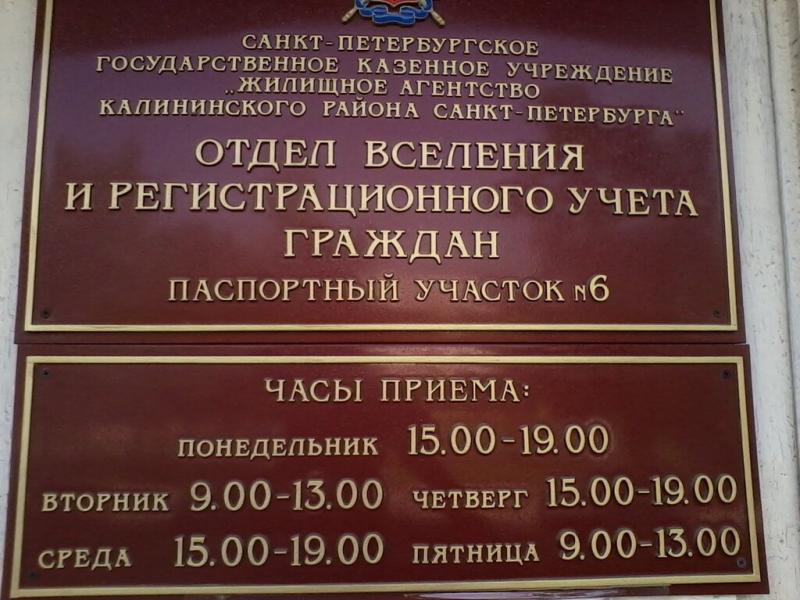 САНКТ-ПЕТЕРБУРГСКОЕ
ГОСУДАРСТВЕННОЕ КАЗЕННОЕ УЧРЕЖДЕНИЕ
„ЖИЛИЩНОЕ АГЕНТСТВО
КАЛИНИНСКОГО РАЙОНА САНКТ-ПЕТЕРБУРГА"
ОТДЕЛ ВСЕЛЕНИЯ
И РЕГИСТРАЦИОННОГО УЧЕТА
ГРАЖДАН
ПАСПОРТНЫЙ УЧАСТОК N6
ЧАСЫ ПРИЕМА:
ПОНЕДЕЛЬНИК 15.00-19.00
ВТОРНИК 9.00-13.00 ЧЕТВЕРГ 15.00-19.00
СРЕДА 15.00-19.00 ПЯТНИЦА 9.00-13.00